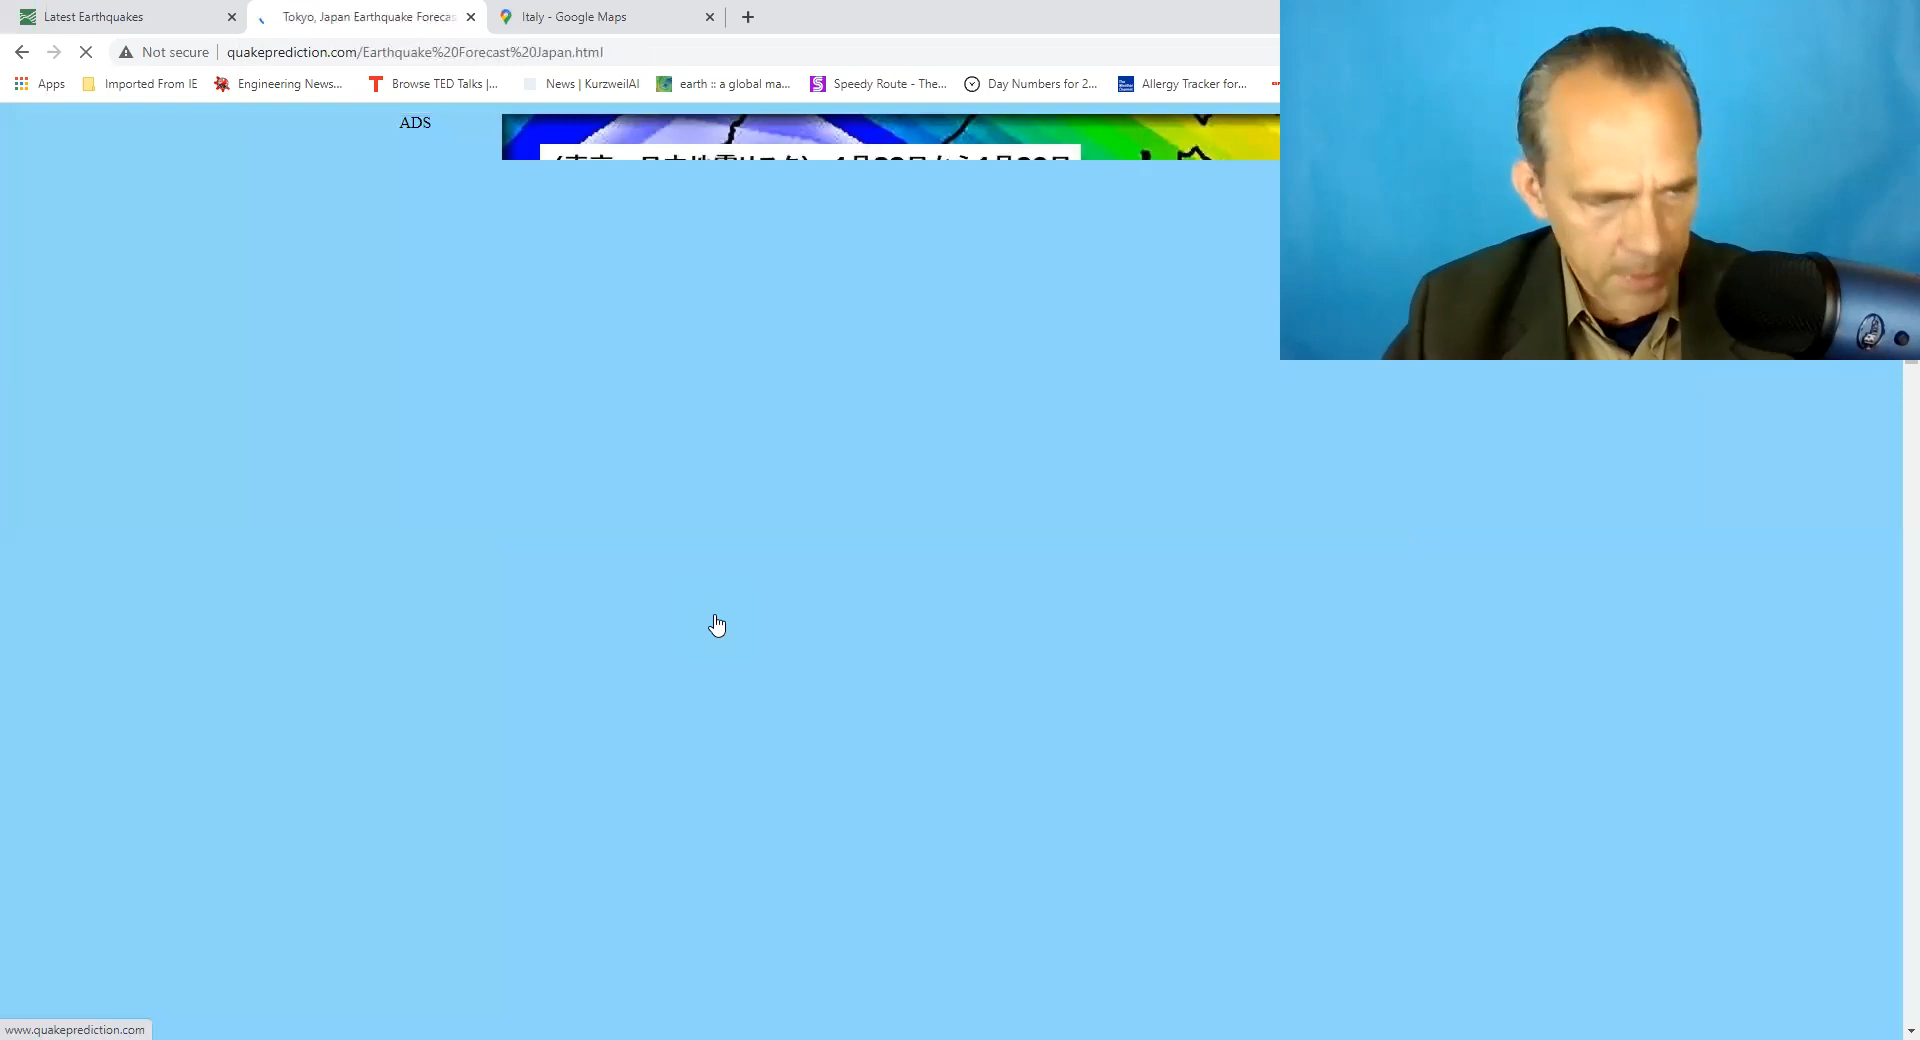 Latest Earthquakes
Tokyo, Japan Earthquake Forecas
Italy - Google Maps
Not secure
quakeprediction.com/Earthquake%20Forecast%20Japan.html
Apps
Imported From IE
Engineering News...
Browse TED Talks |...
News | KurzweilAI
earth :: a global ma...
Speedy Route - The...
Day Numbers for 2...
Allergy Tracker for...
ADS
www.quakeprediction.com